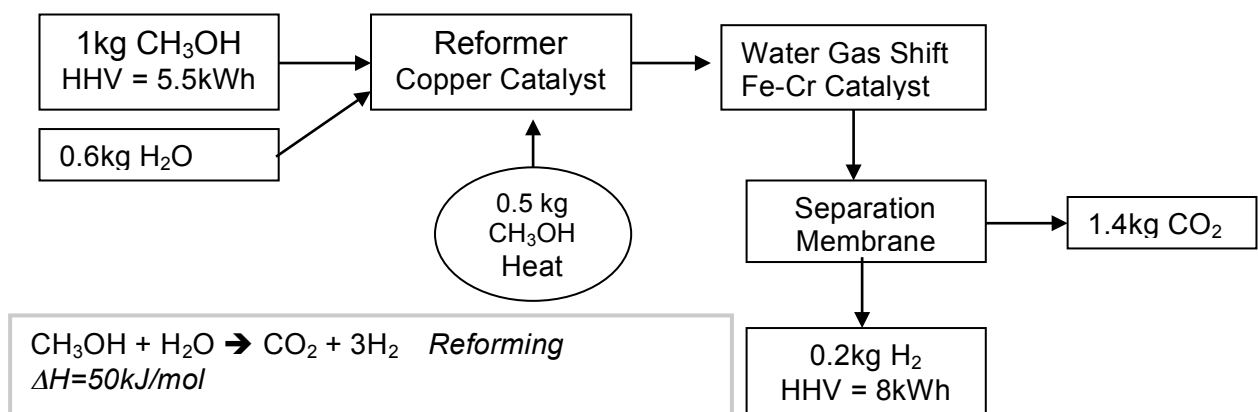 1kg CH₃OH
HHV = 5.5kWh
Reformer
Copper Catalyst
Water Gas Shift
Fe-Cr Catalyst
0.6kg H₂O
0.5 kg
CH₃OH
Heat
Separation
Membrane
1.4kg CO₂
CH₃OH + H₂O ➔ CO₂ + 3H₂ Reforming
ΔH=50kJ/mol
0.2kg H₂
HHV = 8kWh